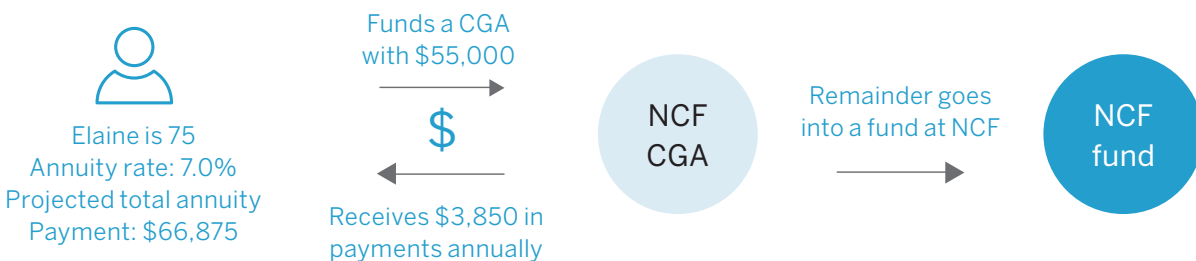 Elaine is 75
Annuity rate: 7.0%
Projected total annuity
Payment: $66,875
Funds a CGA
with $55,000
$
Receives $3,850 in
payments annually
NCF
CGA
Remainder goes
into a fund at NCF
NCF
fund